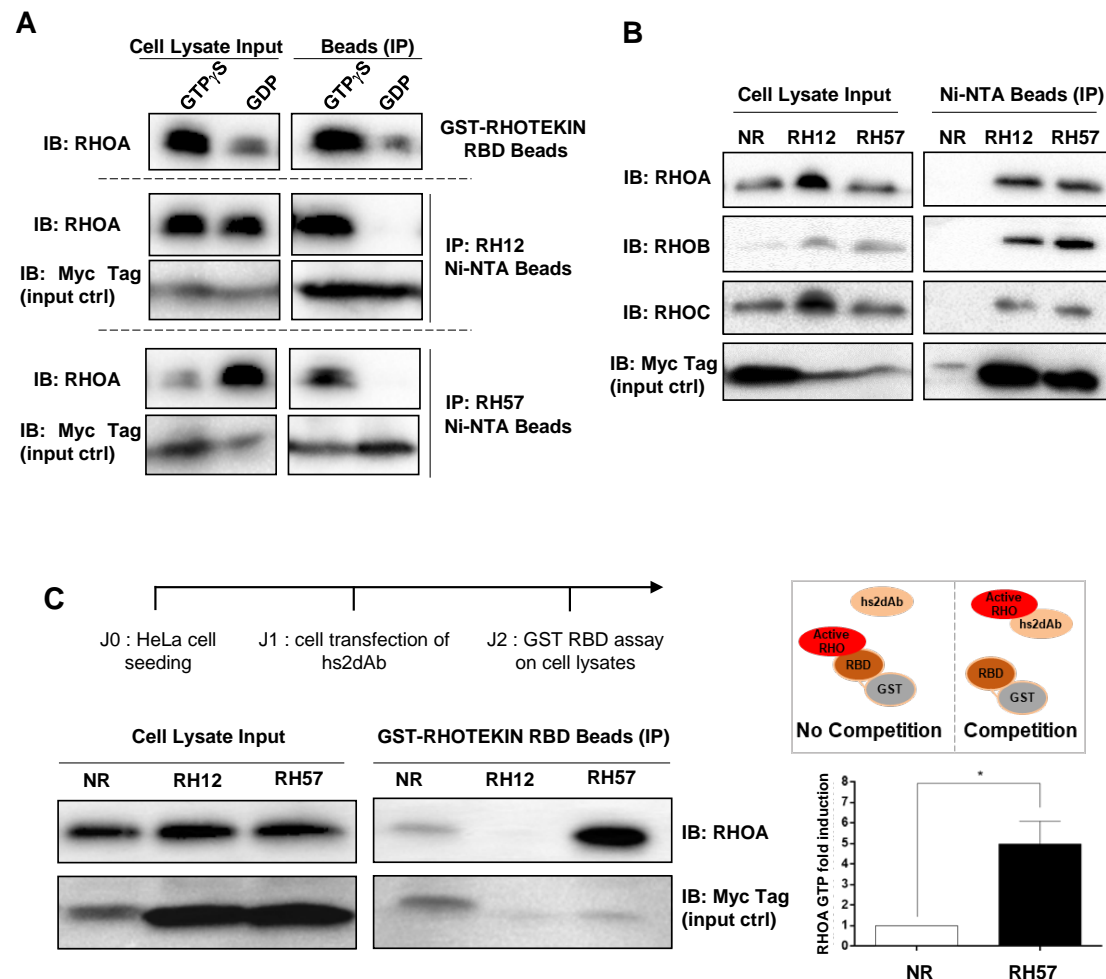 A
Cell Lysate Input
Beads (IP)
GTPγS
GDP
GTPγS
GDP
IB: RHOA
GST-RHOTEKIN
RBD Beads
IB: RHOA
IB: Myc Tag
(input ctrl)
IP: RH12
Ni-NTA Beads
IB: RHOA
IB: Myc Tag
(input ctrl)
IP: RH57
Ni-NTA Beads
B
Cell Lysate Input
Ni-NTA Beads (IP)
NR RH12 RH57
NR RH12 RH57
IB: RHOA
IB: RHOB
IB: RHOC
IB: Myc Tag
(input ctrl)
C
J0 : HeLa cell
seeding
J1 : cell transfection of
hs2dAb
J2 : GST RBD assay
on cell lysates
Cell Lysate Input
GST-RHOTEKIN RBD Beads (IP)
NR RH12 RH57
NR RH12 RH57
IB: RHOA
IB: Myc Tag
(input ctrl)
hs2dAb
Active
RHO
RBD
GST
No Competition
Active
RHO
hs2dAb
RBD
GST
Competition
RHOA GTP fold induction
8
7
6
5
4
3
2
1
0
*
NR
RH57